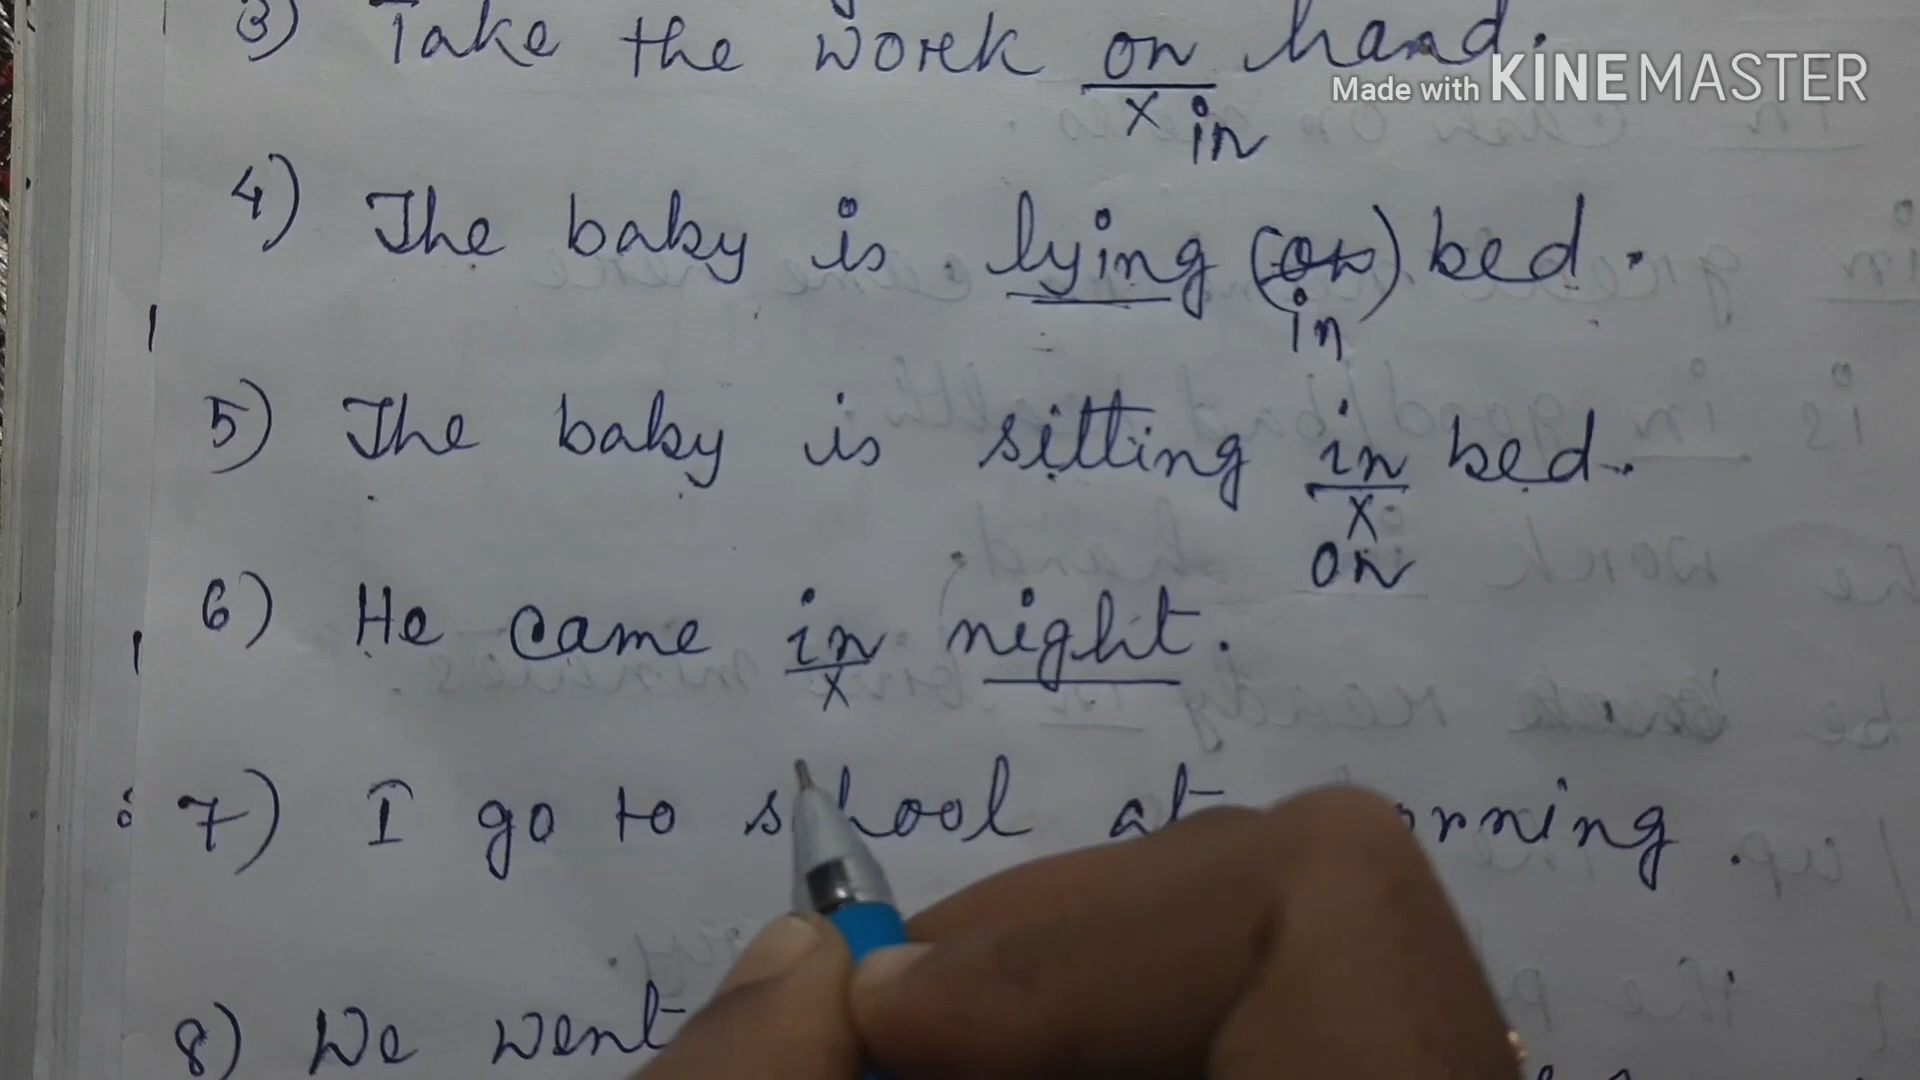 3) Take the work on hand.
Made with KINEMASTER
x in
4) The baby is lying (on) bed.
in
5) The baby is sitting in bed.
x
on
6) He came in night.
x
7) I go to school at morning.
8) We went